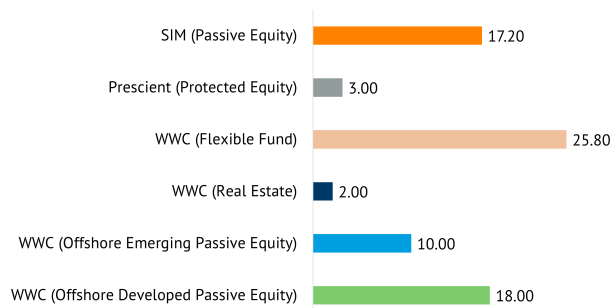 SIM (Passive Equity) 17.20
Prescient (Protected Equity) 3.00
WWC (Flexible Fund) 25.80
WWC (Real Estate) 2.00
WWC (Offshore Emerging Passive Equity) 10.00
WWC (Offshore Developed Passive Equity) 18.00